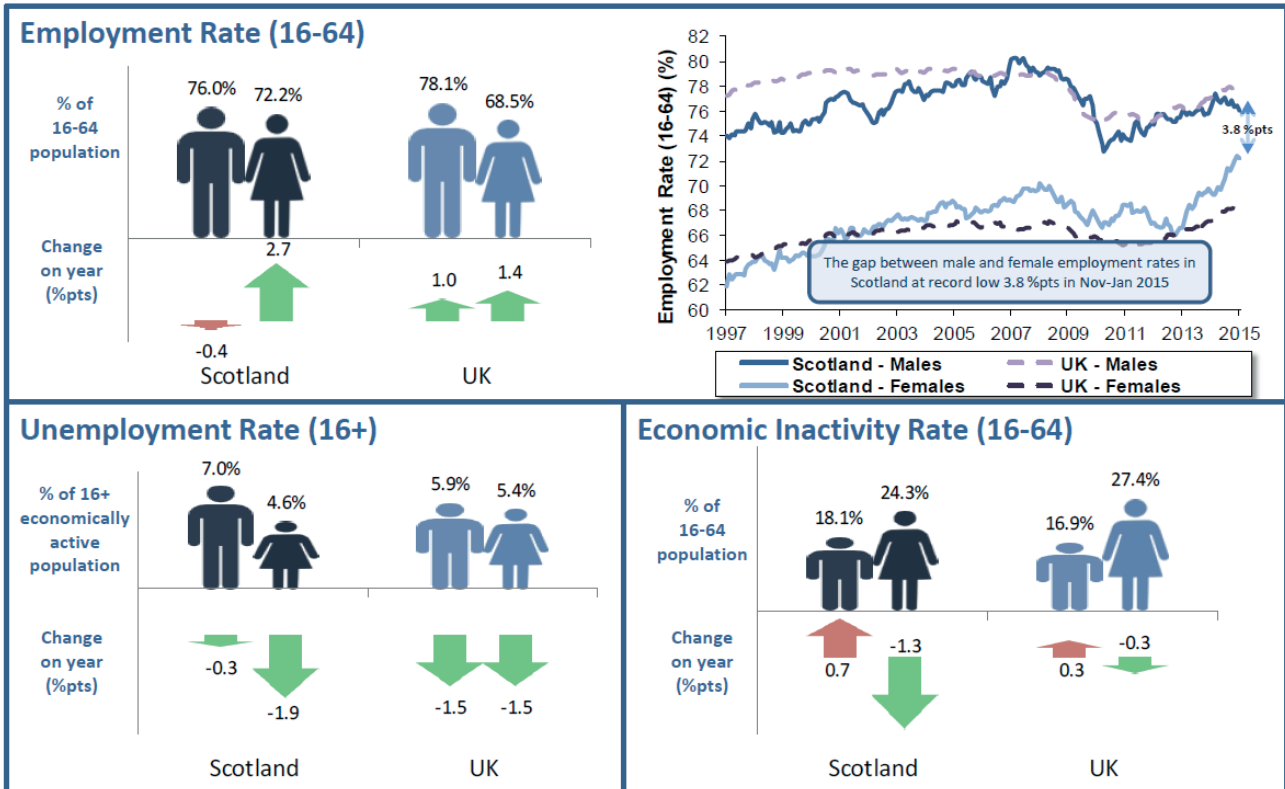 Employment Rate (16-64)
% of
16-64
population
76.0%
72.2%
78.1%
68.5%
Change
on year
(%pts)
-0.4
2.7
1.0
1.4
Scotland
UK
Employment Rate (16-64) (%)
82
80
78
76
74
72
70
68
66
64
62
60
3.8 %pts
The gap between male and female employment rates in
Scotland at record low 3.8 %pts in Nov-Jan 2015
1997
1999
2001
2003
2005
2007
2009
2011
2013
2015
Scotland - Males
UK - Males
Scotland - Females
UK - Females
Unemployment Rate (16+)
% of 16+
economically
active
population
7.0%
4.6%
5.9%
5.4%
Change
on year
(%pts)
-0.3
-1.9
-1.5
-1.5
Scotland
UK
Economic Inactivity Rate (16-64)
% of
16-64
population
18.1%
24.3%
16.9%
27.4%
Change
on year
(%pts)
0.7
-1.3
0.3
-0.3
Scotland
UK